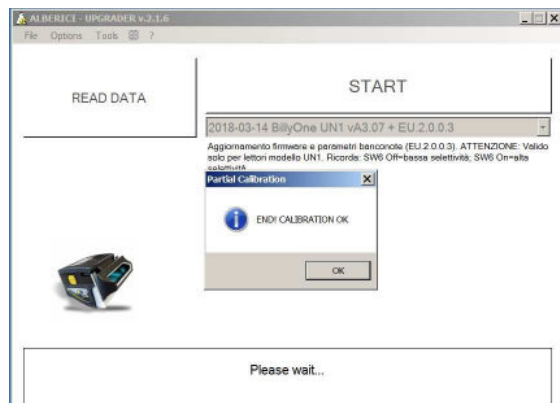 ALBERICI - UPGRADER v.2.1.6
File Options Tools ?
READ DATA
START
2018-03-14 BillyOne UN1 vA3.07 + EU.2.0.0.3
Aggiornamento firmware e parametri banconote (EU.2.0.0.3). ATTENZIONE: Valido
solo per lettori modello UN1. Ricorda: SW6 Off=bassa selettività; SW6 On=alta
selettività
Partial Calibration
END! CALIBRATION OK
OK
Please wait...